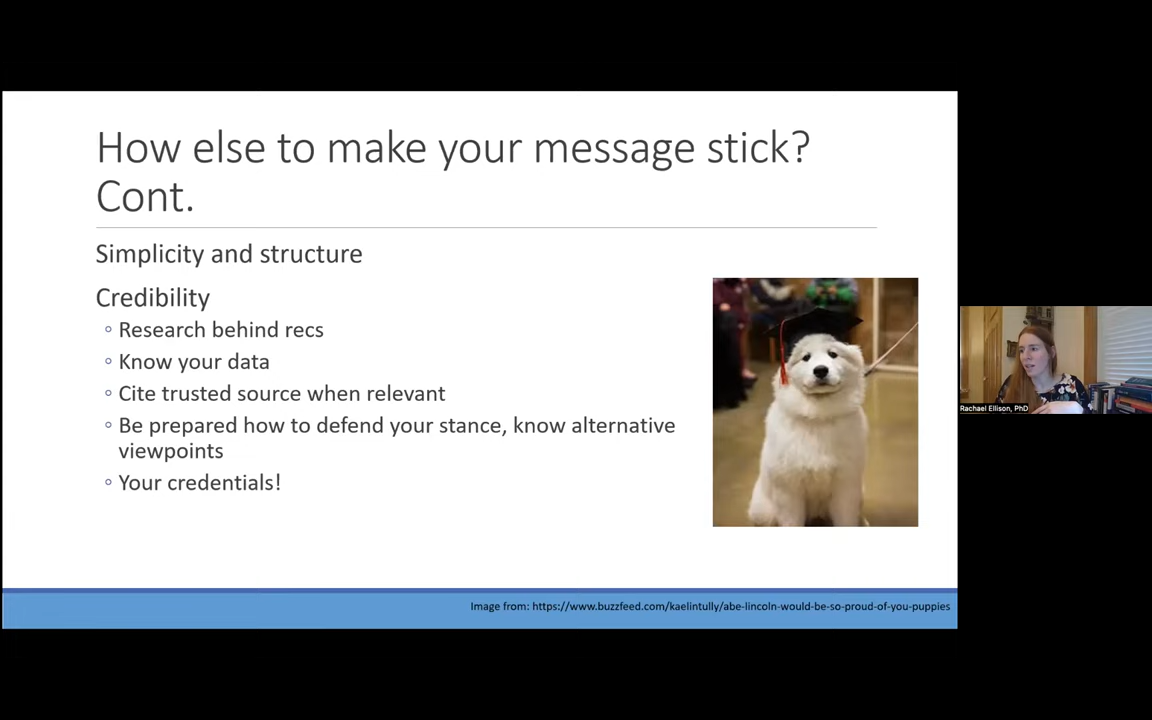 How else to make your message stick?
Cont.
Simplicity and structure
Credibility
◦ Research behind recs
◦ Know your data
◦ Cite trusted source when relevant
◦ Be prepared how to defend your stance, know alternative
viewpoints
◦ Your credentials!
Rachael Ellison, PhD
Image from: https://www.buzzfeed.com/kaelintully/abe-lincoln-would-be-so-proud-of-you-puppies